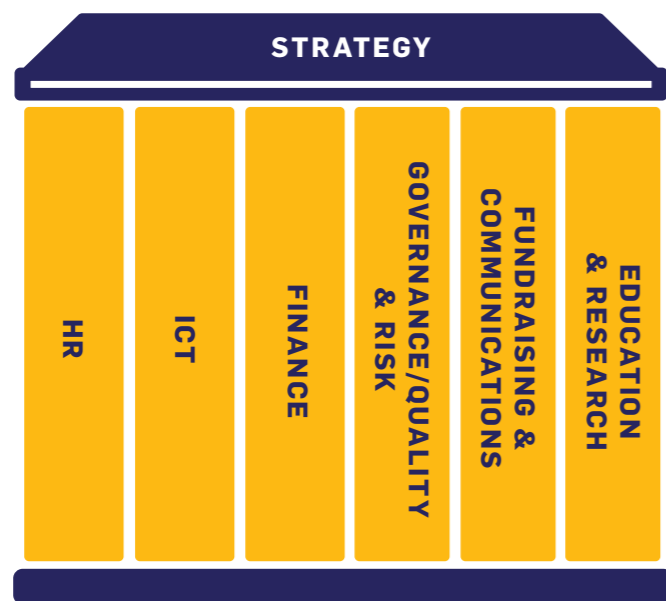 STRATEGY
HR
ICT
FINANCE
GOVERNANCE/QUALITY
& RISK
FUNDRAISING &
COMMUNICATIONS
EDUCATION
& RESEARCH